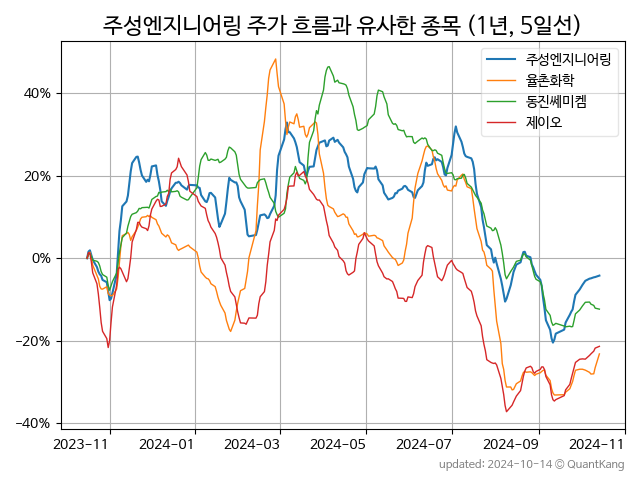 주성엔지니어링 주가 흐름과 유사한 종목 (1년, 5일선)
주성엔지니어링
율촌화학
동진쎄미켐
제이오
40%
20%
0%
−20%
−40%
2023-11 2024-01 2024-03 2024-05 2024-07 2024-09 2024-11
updated: 2024-10-14 © QuantKang